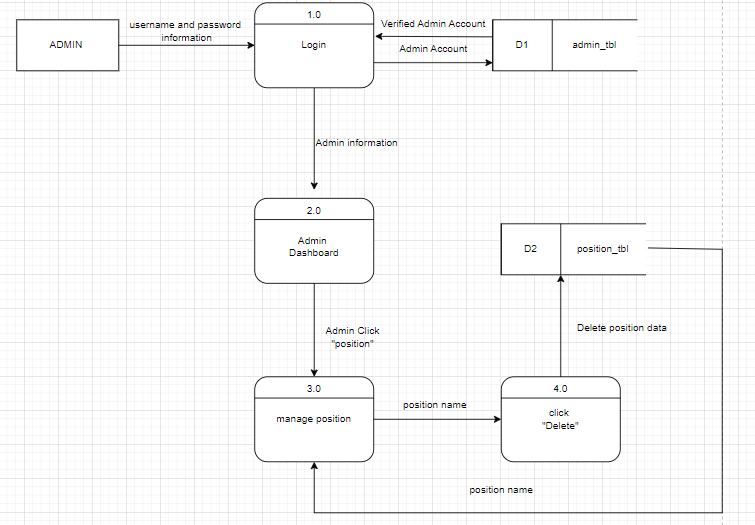 1.0
username and password
information
Verified Admin Account
ADMIN
Login
Admin Account
D1
admin_tbl
Admin information
2.0
Admin
Dashboard
D2
position_tbl
Admin Click
"position"
Delete position data
3.0
4.0
manage position
position name
click
"Delete"
position name